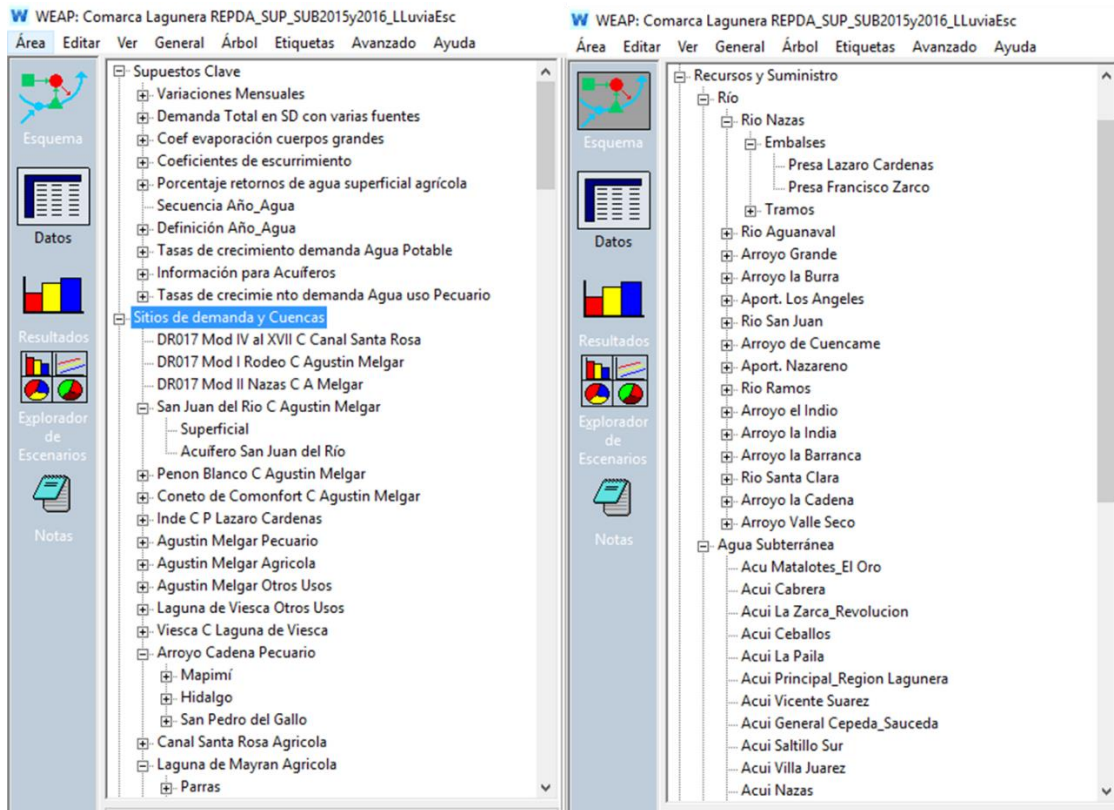 WEAP: Comarca Lagunera REPDA_SUP_SUB2015y2016_LLuviaEsc
Área Editar Ver General Árbol Etiquetas Avanzado Ayuda
Esquema
Datos
Resultados
Explorador
de
Escenarios
Notas
Supuestos Clave
Variaciones Mensuales
Demanda Total en SD con varias fuentes
Coef evaporación cuerpos grandes
Coeficientes de escurrimiento
Porcentaje retornos de agua superficial agrícola
Secuencia Año_Agua
Definición Año_Agua
Tasas de crecimiento demanda Agua Potable
Información para Acuíferos
Tasas de crecimie nto demanda Agua uso Pecuario
Sitios de demanda y Cuencas
DR017 Mod IV al XVII C Canal Santa Rosa
DR017 Mod I Rodeo C Agustin Melgar
DR017 Mod II Nazas C A Melgar
San Juan del Rio C Agustin Melgar
Superficial
Acuífero San Juan del Río
Penon Blanco C Agustin Melgar
Coneto de Comonfort C Agustin Melgar
Inde C P Lazaro Cardenas
Agustin Melgar Pecuario
Agustin Melgar Agricola
Agustin Melgar Otros Usos
Laguna de Viesca Otros Usos
Viesca C Laguna de Viesca
Arroyo Cadena Pecuario
Mapimí
Hidalgo
San Pedro del Gallo
Canal Santa Rosa Agricola
Laguna de Mayran Agricola
Parras
WEAP: Comarca Lagunera REPDA_SUP_SUB2015y2016_LLuviaEsc
Área Editar Ver General Árbol Etiquetas Avanzado Ayuda
Esquema
Datos
Resultados
Explorador
de
Escenarios
Notas
Recursos y Suministro
Río
Rio Nazas
Embalses
Presa Lazaro Cardenas
Presa Francisco Zarco
Tramos
Rio Aguanaval
Arroyo Grande
Arroyo la Burra
Aport. Los Angeles
Rio San Juan
Arroyo de Cuencame
Aport. Nazareno
Rio Ramos
Arroyo el Indio
Arroyo la India
Arroyo la Barranca
Rio Santa Clara
Arroyo la Cadena
Arroyo Valle Seco
Agua Subterránea
Acu Matalotes_El Oro
Acui Cabrera
Acui La Zarca_Revolucion
Acui Ceballos
Acui La Paila
Acui Principal_Region Lagunera
Acui Vicente Suarez
Acui General Cepeda_Sauceda
Acui Saltillo Sur
Acui Villa Juarez
Acui Nazas